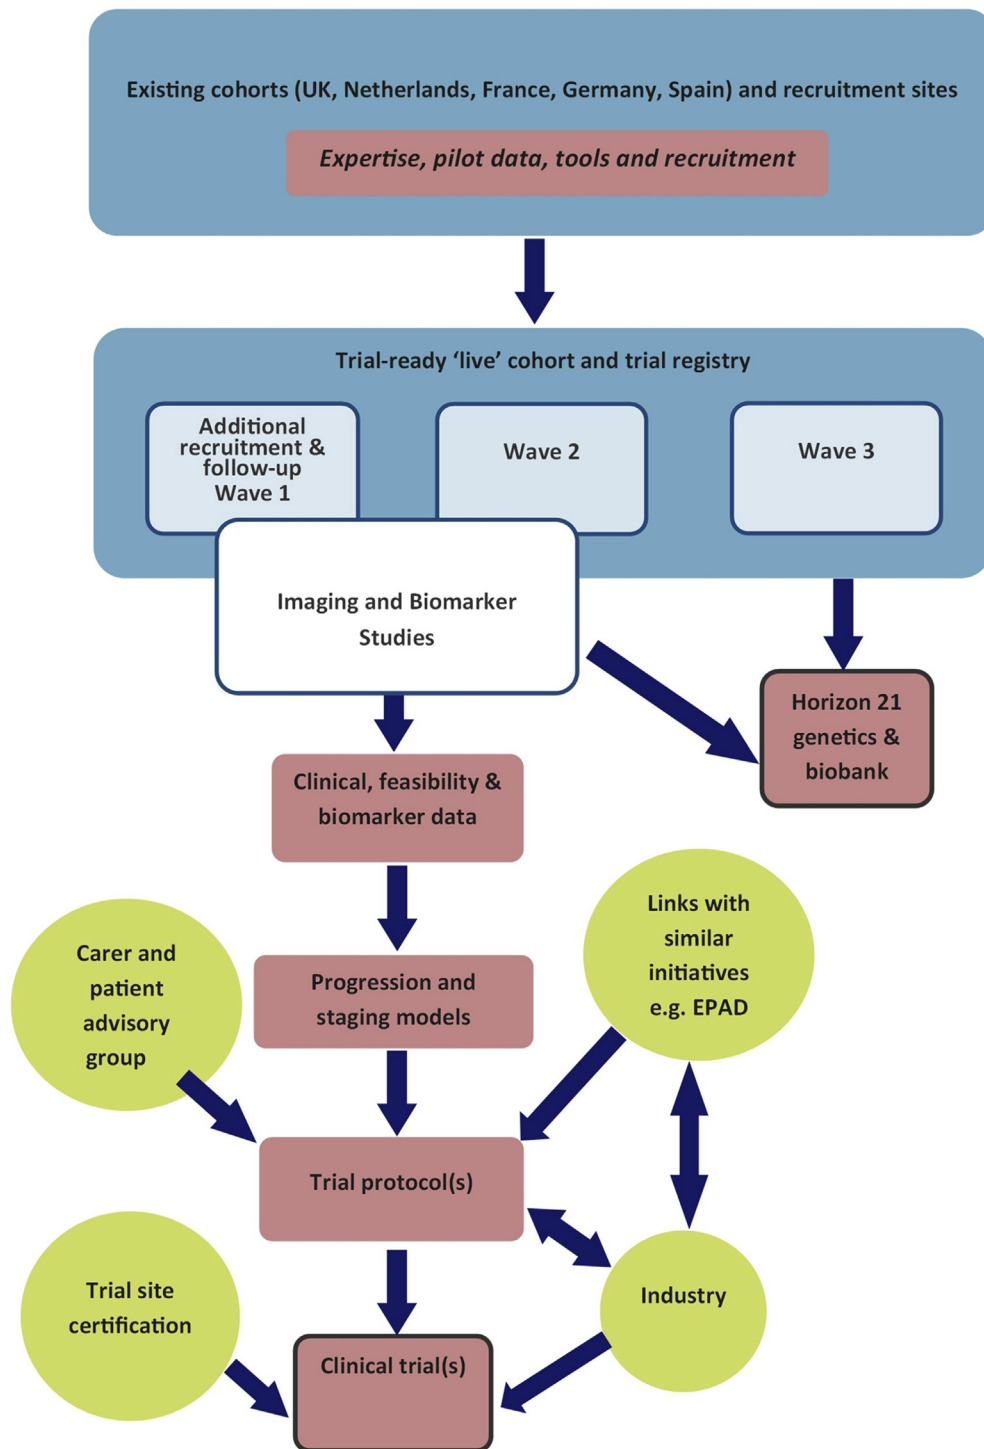 Existing cohorts (UK, Netherlands, France, Germany, Spain) and recruitment sites
Expertise, pilot data, tools and recruitment
Trial-ready ‘live’ cohort and trial registry
Additional
recruitment &
follow-up
Wave 1
Wave 2
Wave 3
Imaging and Biomarker
Studies
Horizon 21
genetics &
biobank
Clinical, feasibility &
biomarker data
Links with
similar
initiatives
e.g. EPAD
Carer and
patient
advisory
group
Progression and
staging models
Trial protocol(s)
Trial site
certification
Industry
Clinical trial(s)